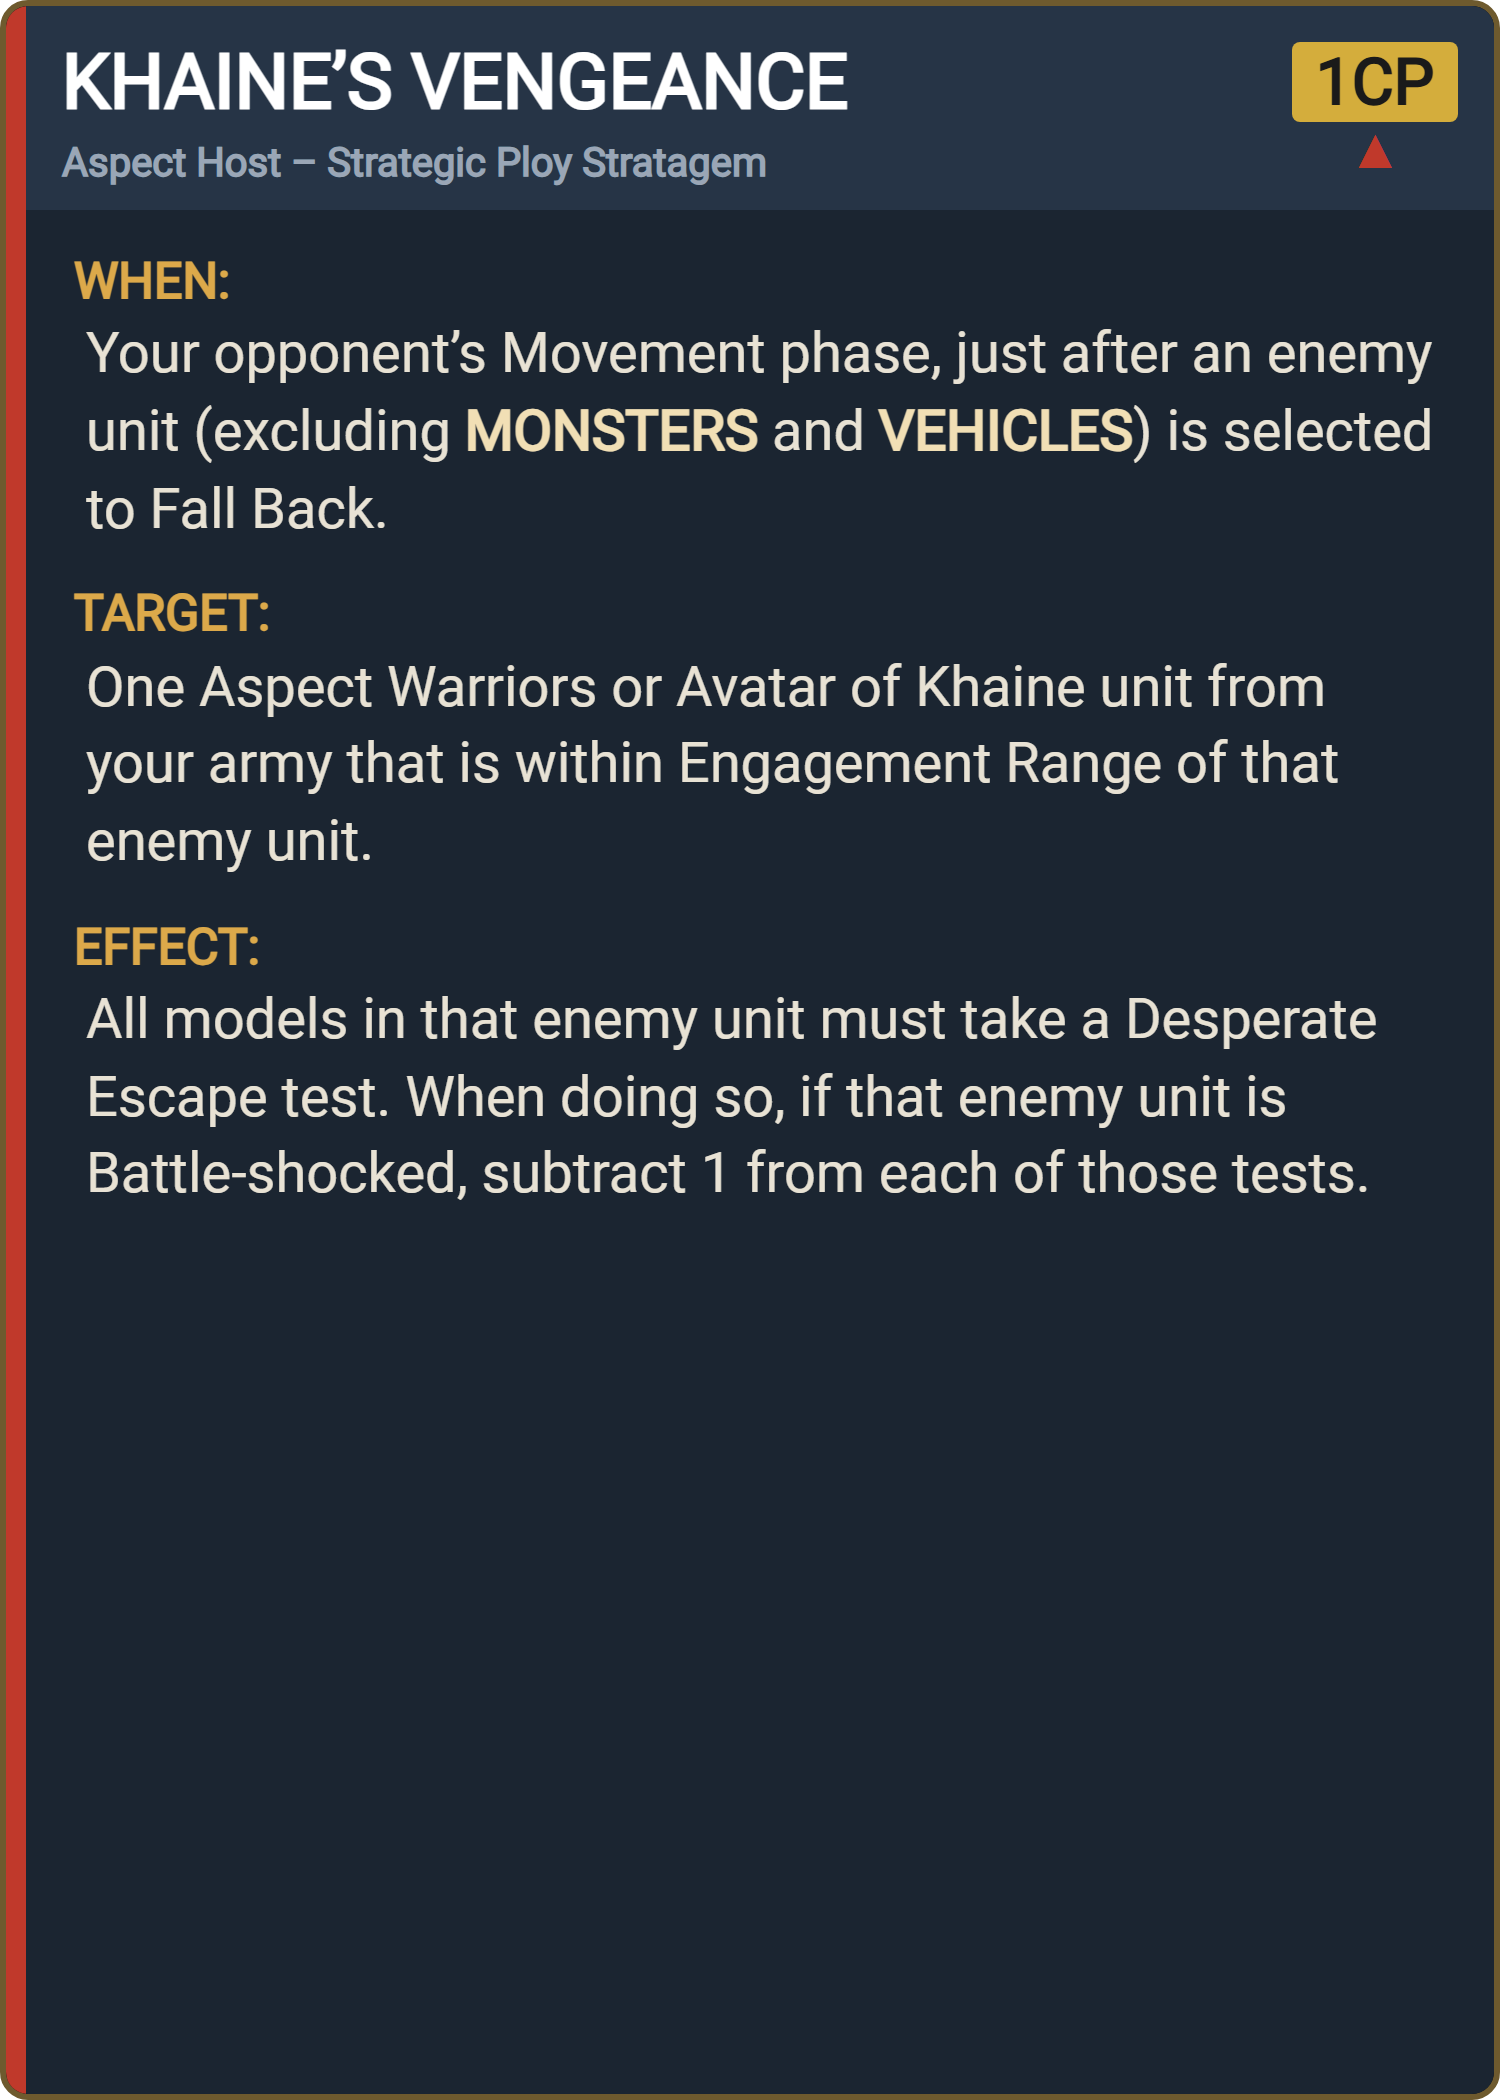 KHAINE’S VENGEANCE
1CP
Aspect Host – Strategic Ploy Stratagem
WHEN:
Your opponent’s Movement phase, just after an enemy
unit (excluding MONSTERS and VEHICLES) is selected
to Fall Back.
TARGET:
One Aspect Warriors or Avatar of Khaine unit from
your army that is within Engagement Range of that
enemy unit.
EFFECT:
All models in that enemy unit must take a Desperate
Escape test. When doing so, if that enemy unit is
Battle-shocked, subtract 1 from each of those tests.